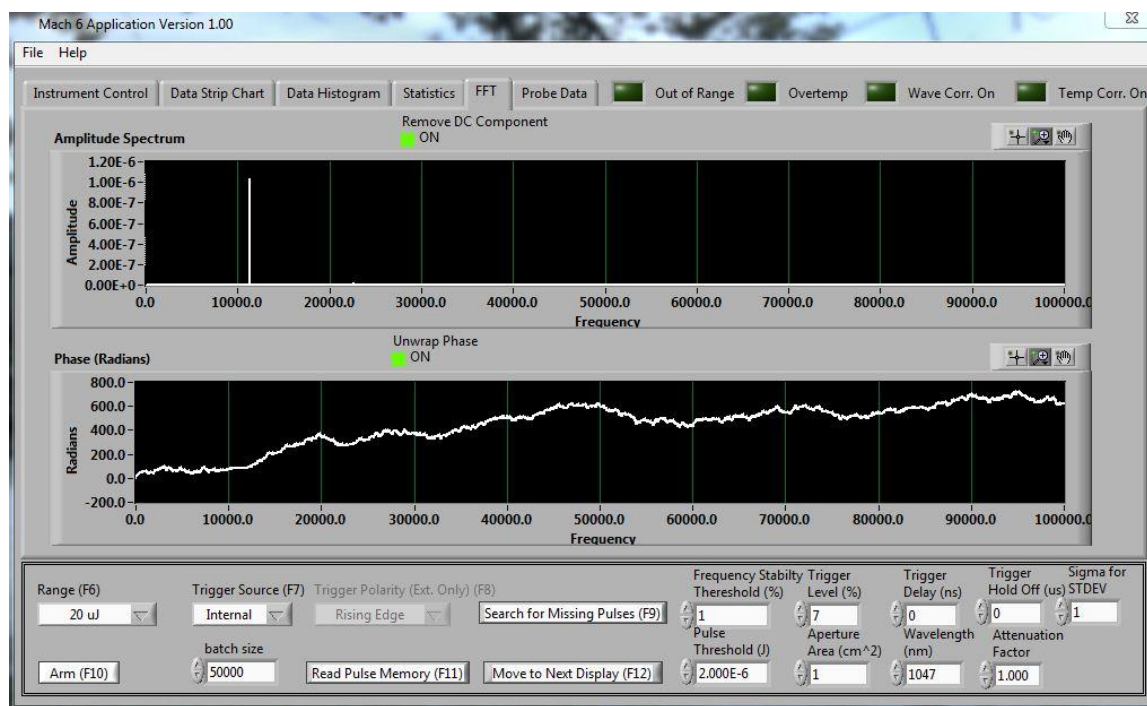 Mach 6 Application Version 1.00
File Help
Instrument Control Data Strip Chart Data Histogram Statistics FFT Probe Data Out of Range Overtemp Wave Corr. On Temp Corr. On
Remove DC Component
ON
Amplitude Spectrum
1.20E-6
1.00E-6
8.00E-7
6.00E-7
4.00E-7
2.00E-7
0.00E+0
Amplitude
0.0 10000.0 20000.0 30000.0 40000.0 50000.0 60000.0 70000.0 80000.0 90000.0 100000.0
Frequency
Unwrap Phase
ON
Phase (Radians)
800.0
600.0
400.0
200.0
0.0
-200.0
Radians
0.0 10000.0 20000.0 30000.0 40000.0 50000.0 60000.0 70000.0 80000.0 90000.0 100000.0
Frequency
Range (F6)
20 uJ
Trigger Source (F7)
Internal
Trigger Polarity (Ext. Only) (F8)
Rising Edge
Search for Missing Pulses (F9)
Frequency Stabilty
Thereshold (%)
1
Trigger
Level (%)
7
Trigger
Delay (ns)
0
Trigger
Hold Off (us)
0
Sigma for
STDEV
1
Arm (F10)
batch size
50000
Read Pulse Memory (F11)
Move to Next Display (F12)
Pulse
Threshold (J)
2.000E-6
Aperture
Area (cm^2)
1
Wavelength
(nm)
1047
Attenuation
Factor
1.000